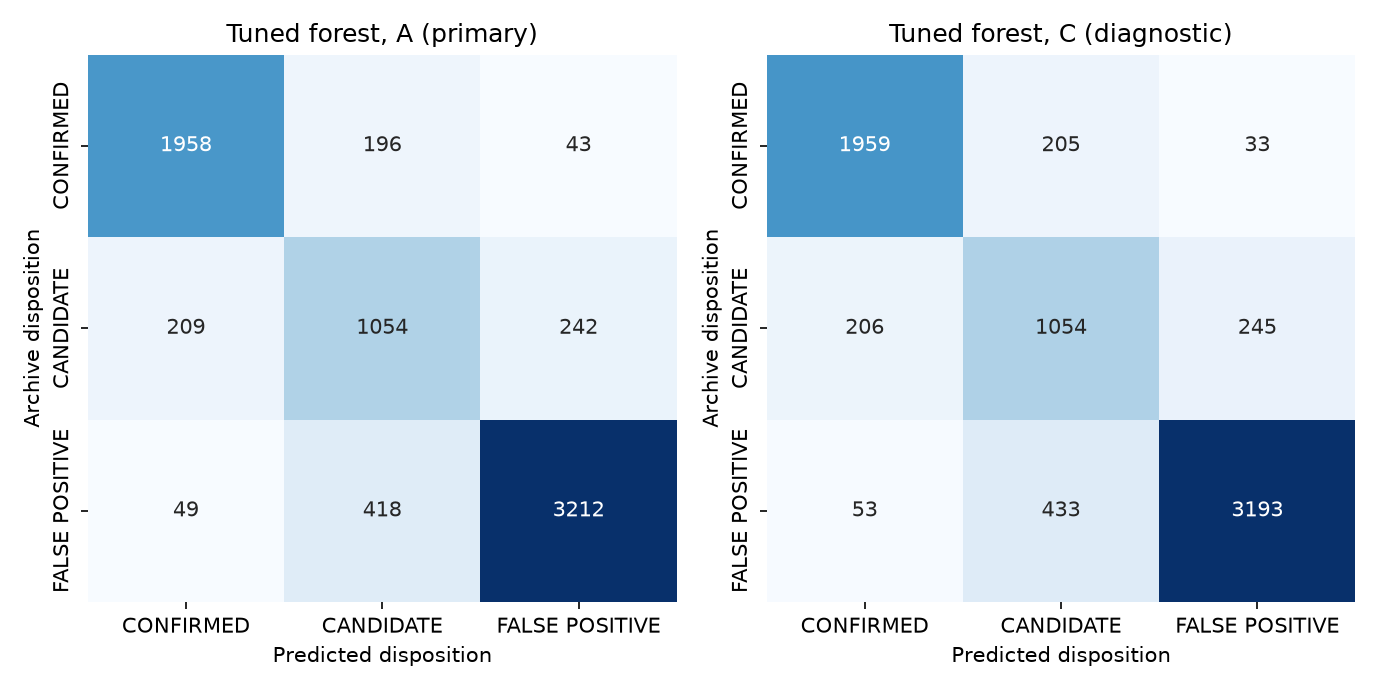 Tuned forest, A (primary)
Archive disposition
CONFIRMED
1958 196 43
CANDIDATE
209 1054 242
FALSE POSITIVE
49 418 3212
CONFIRMED CANDIDATE FALSE POSITIVE
Predicted disposition
Tuned forest, C (diagnostic)
Archive disposition
CONFIRMED
1959 205 33
CANDIDATE
206 1054 245
FALSE POSITIVE
53 433 3193
CONFIRMED CANDIDATE FALSE POSITIVE
Predicted disposition